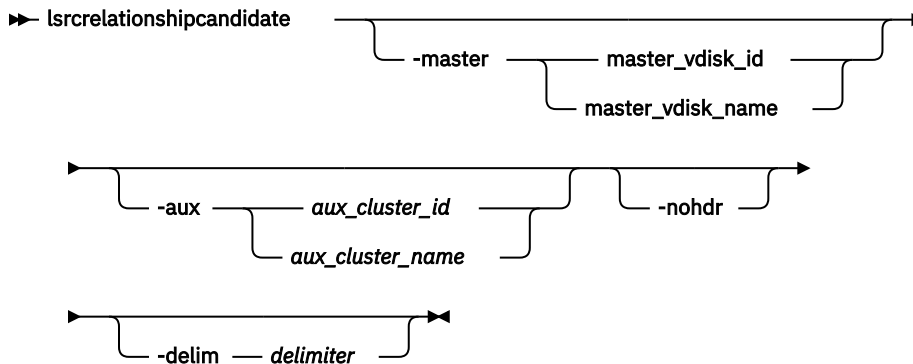 lsrcrelationshipcandidate
-master master_vdisk_id
master_vdisk_name
-aux aux_cluster_id -nohdr
aux_cluster_name
-delim delimiter